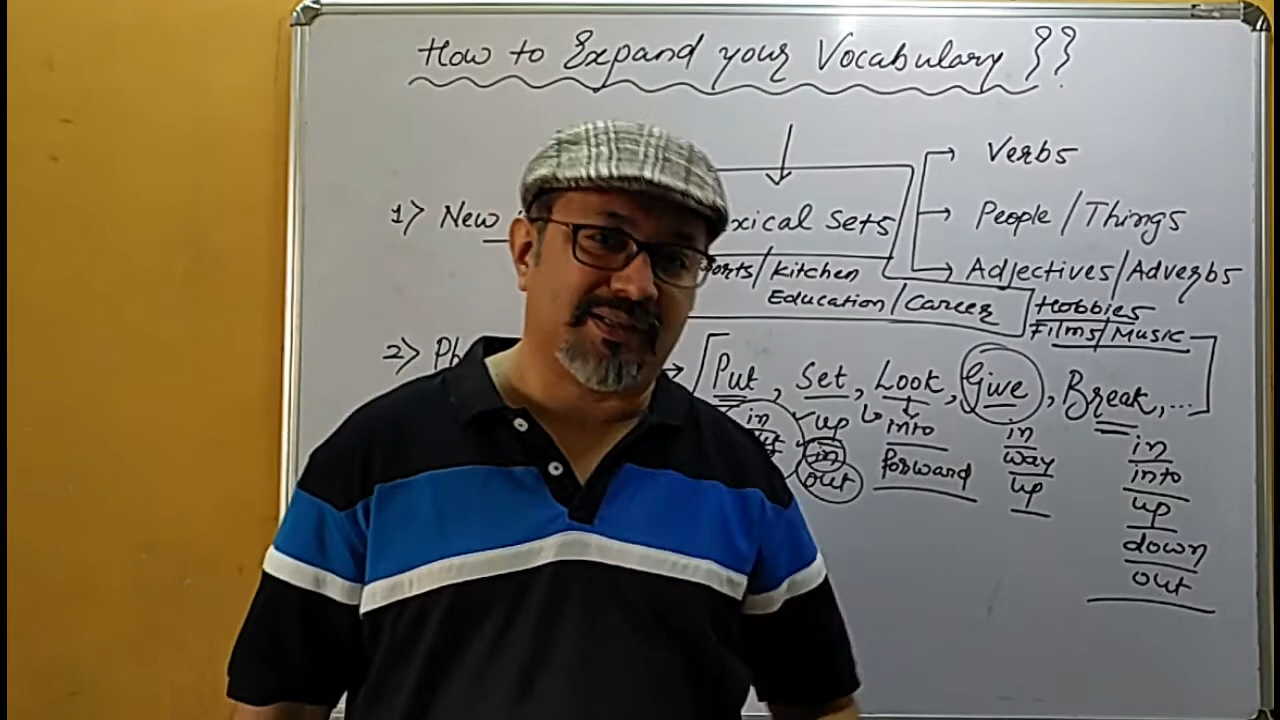 How to Expand your Vocabulary ??
Verbs
1) New
xical Sets
People / Things
orts / Kitchen
Adjectives / Adverbs
Education / Career
Hobbies
Films / Music
2) Ph
Put, Set, Look, Give, Break, ...
in
up
in
out
into
forward
in
way
up
in
into
up
down
out